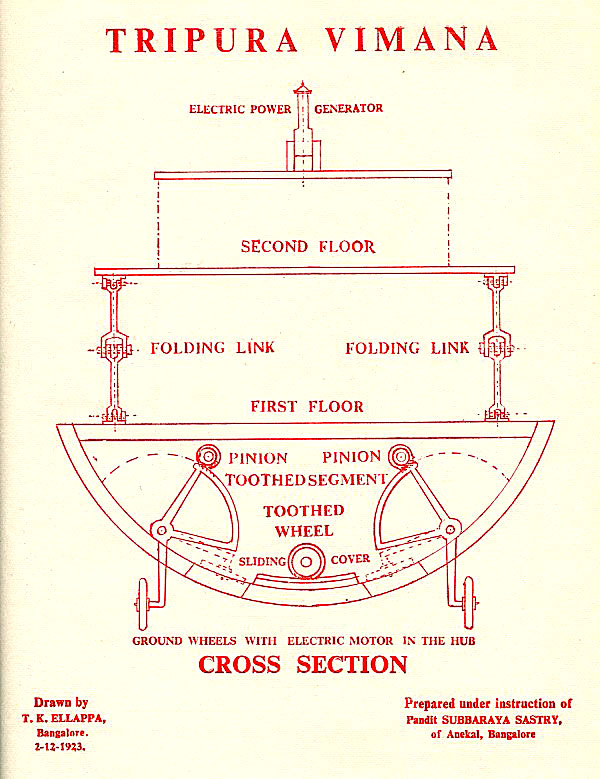 TRIPURA VIMANA
ELECTRIC POWER GENERATOR
SECOND FLOOR
FOLDING LINK FOLDING LINK
FIRST FLOOR
PINION PINION
TOOTHED SEGMENT
TOOTHED
WHEEL
SLIDING COVER
GROUND WHEELS WITH ELECTRIC MOTOR IN THE HUB
CROSS SECTION
Drawn by
T. K. ELLAPPA,
Bangalore.
2-12-1923.
Prepared under instruction of
Pandit SUBBARAYA SASTRY,
of Anekal, Bangalore